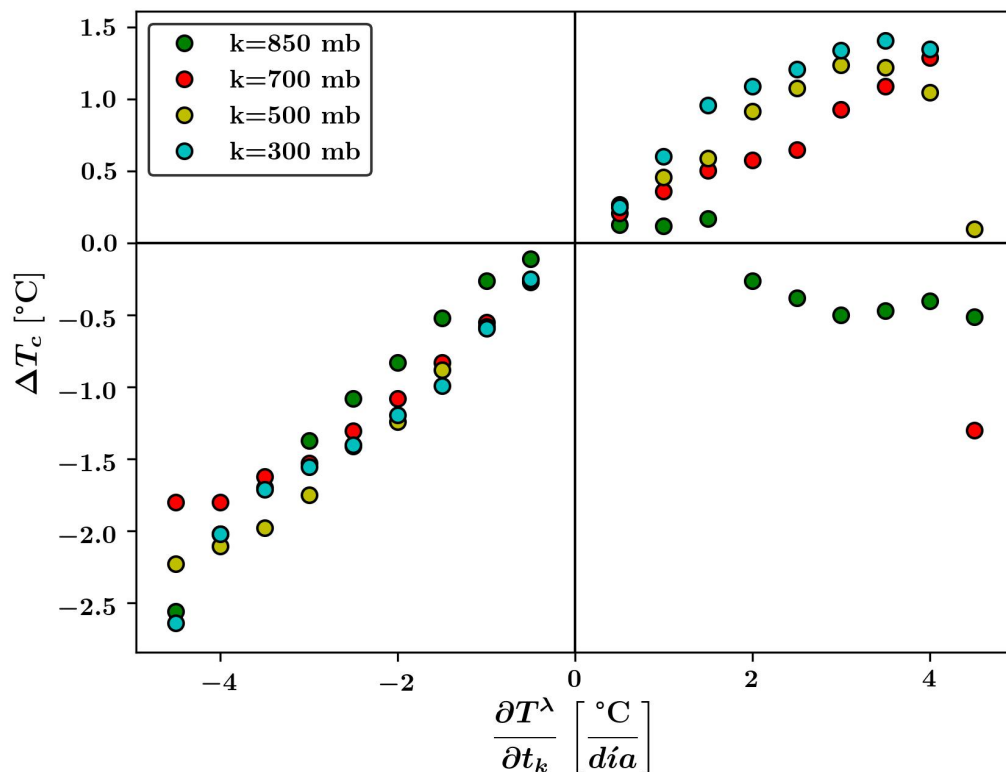 k=850 mb
k=700 mb
k=500 mb
k=300 mb
1.5
1.0
0.5
0.0
−0.5
−1.0
−1.5
−2.0
−2.5
ΔT_c [°C]
−4 −2 0 2 4
∂T^λ/∂t_k [°C/día]